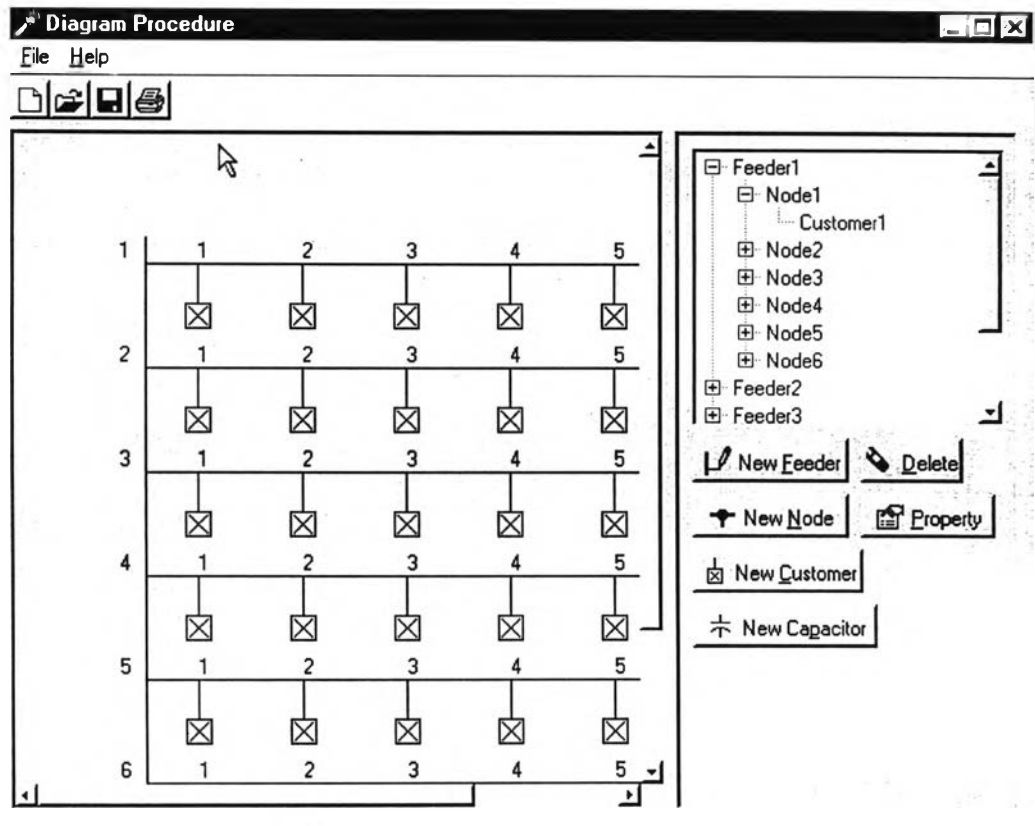 Diagram Procedure
File Help
1 1 2 3 4 5
2 1 2 3 4 5
3 1 2 3 4 5
4 1 2 3 4 5
5 1 2 3 4 5
6 1 2 3 4 5
Feeder1
Node1
Customer1
Node2
Node3
Node4
Node5
Node6
Feeder2
Feeder3
New Feeder Delete
New Node Property
New Customer
New Capacitor